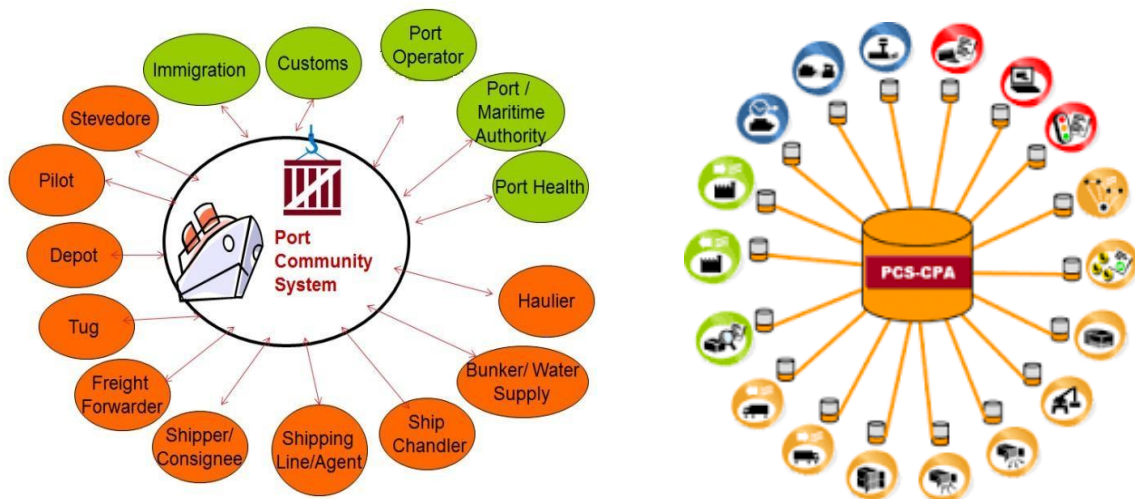 Port
Operator
Customs
Immigration
Port /
Maritime
Authority
Stevedore
Port Health
Pilot
Port
Community
System
Depot
PCS-CPA
Haulier
Tug
Bunker/ Water
Supply
Freight
Forwarder
Ship
Chandler
Shipper/
Consignee
Shipping
Line/Agent